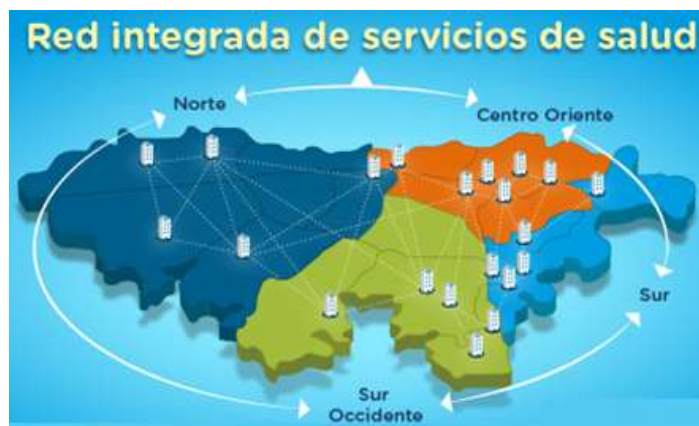 Red integrada de servicios de salud
Norte
Centro Oriente
Sur
Sur
Occidente